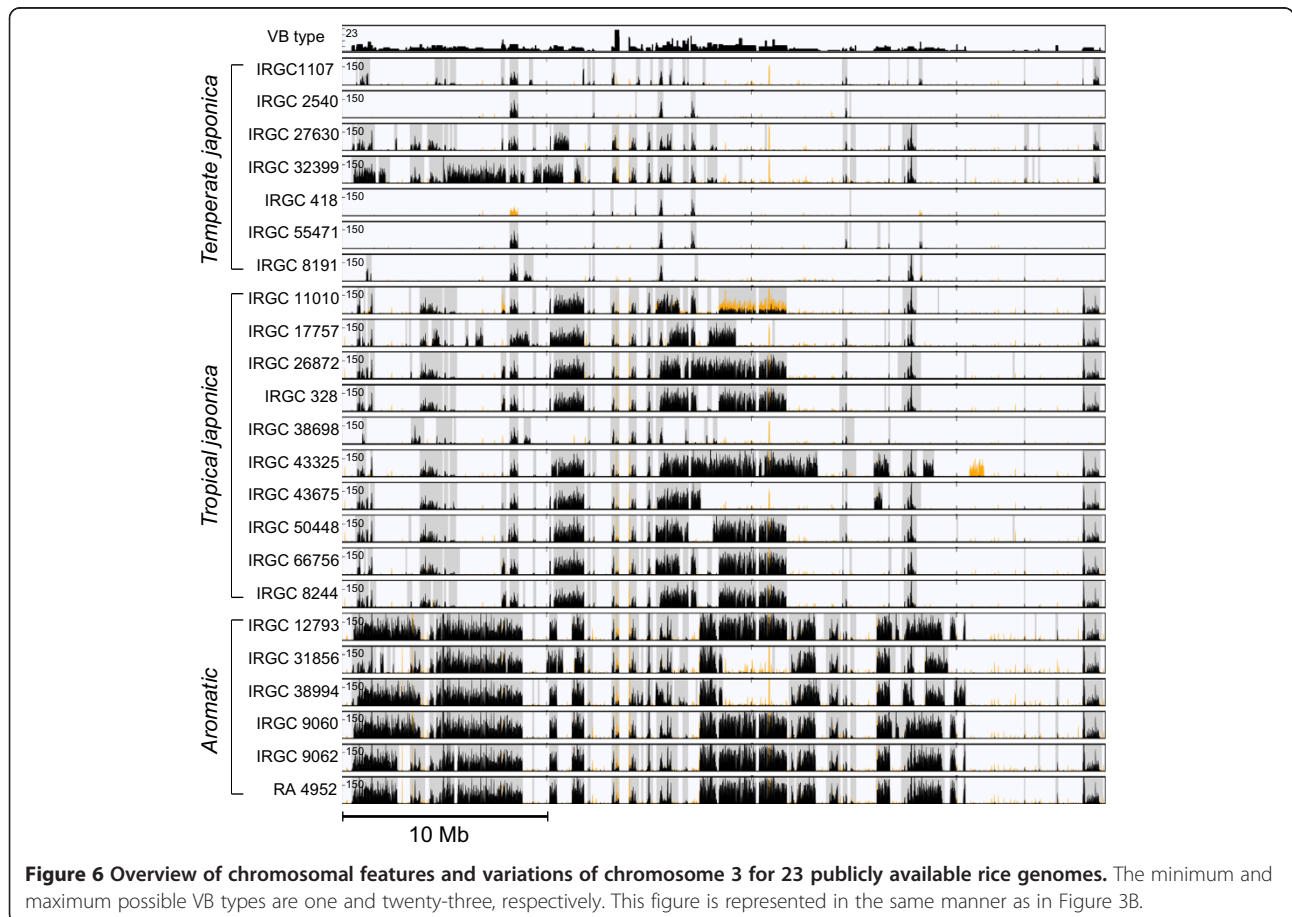 VB type
23
Temperate japonica
IRGC1107
-150
IRGC 2540
-150
IRGC 27630
-150
IRGC 32399
-150
IRGC 418
-150
IRGC 55471
-150
IRGC 8191
-150
Tropical japonica
IRGC 11010
-150
IRGC 17757
-150
IRGC 26872
-150
IRGC 328
-150
IRGC 38698
-150
IRGC 43325
-150
IRGC 43675
-150
IRGC 50448
-150
IRGC 66756
-150
IRGC 8244
-150
Aromatic
IRGC 12793
-150
IRGC 31856
-150
IRGC 38994
-150
IRGC 9060
-150
IRGC 9062
-150
RA 4952
-150
10 Mb
Figure 6 Overview of chromosomal features and variations of chromosome 3 for 23 publicly available rice genomes. The minimum and
maximum possible VB types are one and twenty-three, respectively. This figure is represented in the same manner as in Figure 3B.